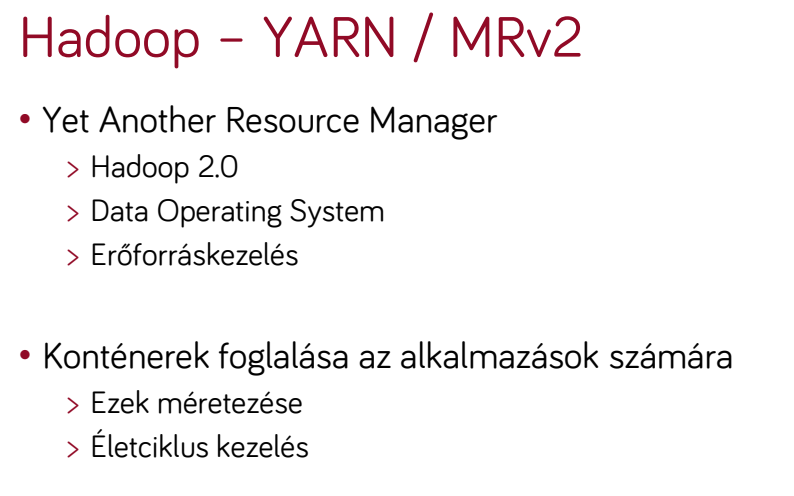 Hadoop – YARN / MRv2
• Yet Another Resource Manager
> Hadoop 2.0
> Data Operating System
> Erőforráskezelés
• Konténerek foglalása az alkalmazások számára
> Ezek méretezése
> Életciklus kezelés